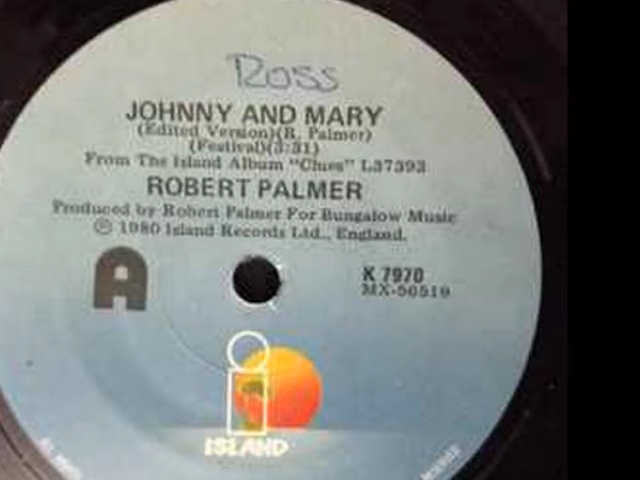 Ross
JOHNNY AND MARY
(Edited Version)(R. Palmer)
(Festival)(3:31)
From The Island Album "Clues" L37393
ROBERT PALMER
Produced by Robert Palmer For Bungalow Music
Ⓟ 1980 Island Records Ltd., England.
A
K 7970
MX-50519
i
ISLAND